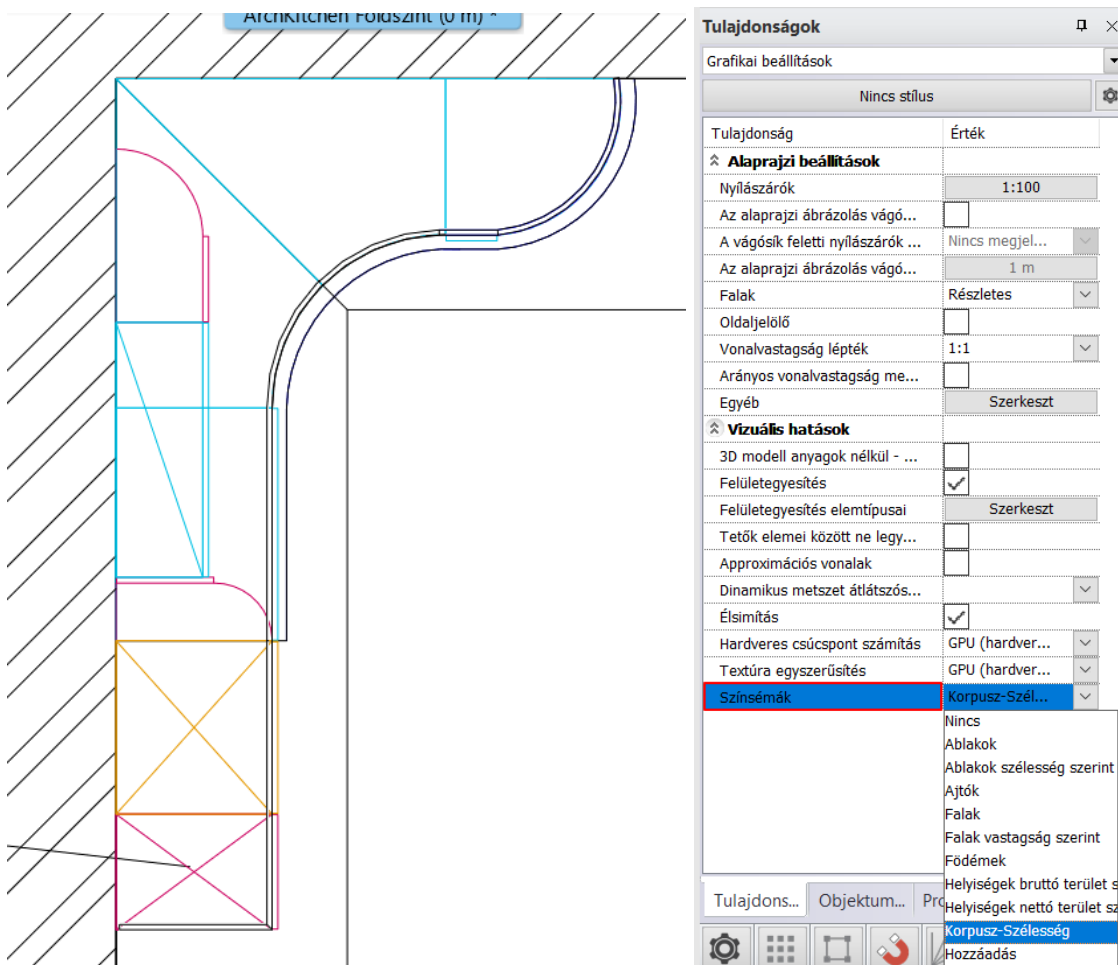 ArchKitchen Földszint (0 m) *
Tulajdonságok
Grafikai beállítások
Nincs stílus
Tulajdonság Érték
Alaprajzi beállítások
Nyílászárók 1:100
Az alaprajzi ábrázolás vágó...
A vágósík feletti nyílászárók ... Nincs megjel...
Az alaprajzi ábrázolás vágó... 1 m
Falak Részletes
Oldaljelölő
Vonalvastagság lépték 1:1
Arányos vonalvastagság me...
Egyéb Szerkeszt
Vizuális hatások
3D modell anyagok nélkül - ...
Felületegyesítés
Felületegyesítés elemtípusai Szerkeszt
Tetők elemei között ne legy...
Approximációs vonalak
Dinamikus metszet átlátszós...
Élsimítás
Hardveres csúcspont számítás GPU (hardver...
Textúra egyszerűsítés GPU (hardver...
Színsémák Korpusz-Szél...
Nincs
Ablakok
Ablakok szélesség szerint
Ajtók
Falak
Falak vastagság szerint
Födémek
Helyiségek bruttó terület s
Helyiségek nettó terület sz
Korpusz-Szélesség
Hozzáadás
Tulajdons... Objektum... Pro